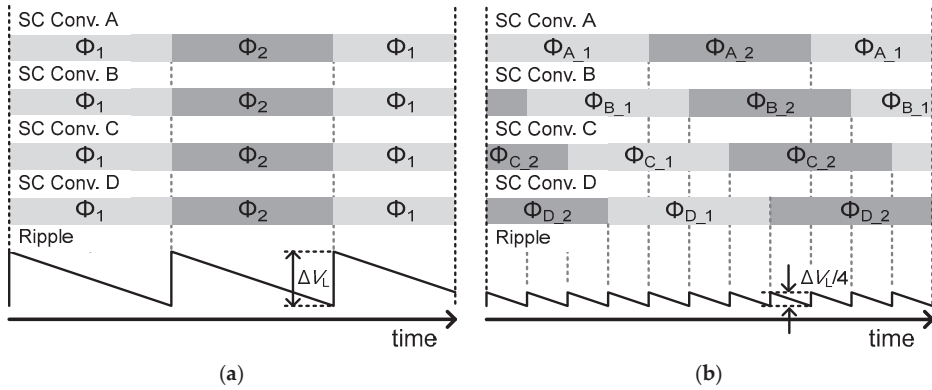 SC Conv. A
Φ1 Φ2 Φ1
SC Conv. B
Φ1 Φ2 Φ1
SC Conv. C
Φ1 Φ2 Φ1
SC Conv. D
Φ1 Φ2 Φ1
Ripple
ΔVL
time
(a)
SC Conv. A
ΦA_1 ΦA_2 ΦA_1
SC Conv. B
ΦB_1 ΦB_2 ΦB_1
SC Conv. C
ΦC_2 ΦC_1 ΦC_2
SC Conv. D
ΦD_2 ΦD_1 ΦD_2
Ripple
ΔVL/4
time
(b)